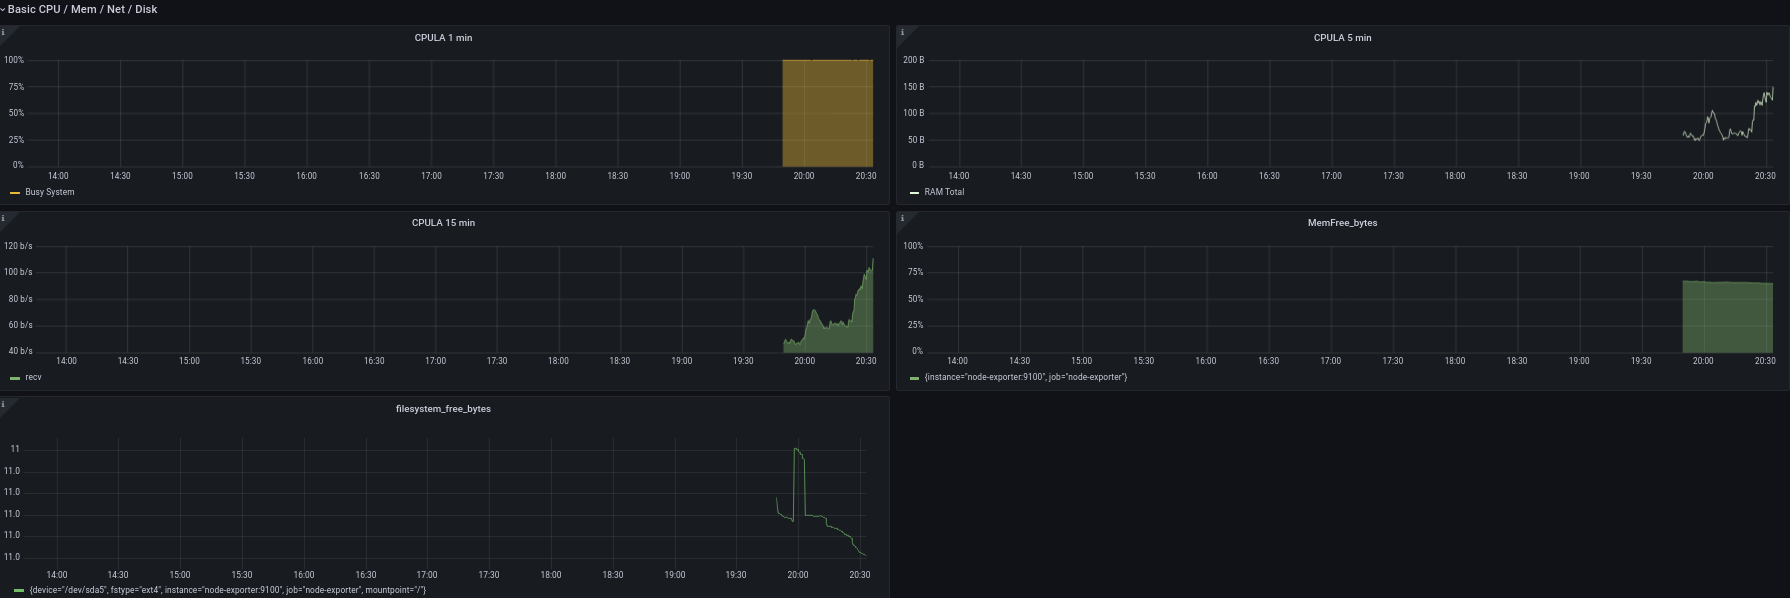 Basic CPU / Mem / Net / Disk
i
CPULA 1 min
100%
75%
50%
25%
0%
14:00 14:30 15:00 15:30 16:00 16:30 17:00 17:30 18:00 18:30 19:00 19:30 20:00 20:30
Busy System
i
CPULA 5 min
200 B
150 B
100 B
50 B
0 B
14:00 14:30 15:00 15:30 16:00 16:30 17:00 17:30 18:00 18:30 19:00 19:30 20:00 20:30
RAM Total
i
CPULA 15 min
120 b/s
100 b/s
80 b/s
60 b/s
40 b/s
14:00 14:30 15:00 15:30 16:00 16:30 17:00 17:30 18:00 18:30 19:00 19:30 20:00 20:30
recv
i
MemFree_bytes
100%
75%
50%
25%
0%
14:00 14:30 15:00 15:30 16:00 16:30 17:00 17:30 18:00 18:30 19:00 19:30 20:00 20:30
{instance="node-exporter:9100", job="node-exporter"}
i
filesystem_free_bytes
11
11.0
11.0
11.0
11.0
11.0
14:00 14:30 15:00 15:30 16:00 16:30 17:00 17:30 18:00 18:30 19:00 19:30 20:00 20:30
{device="/dev/sda5", fstype="ext4", instance="node-exporter:9100", job="node-exporter", mountpoint="/"}